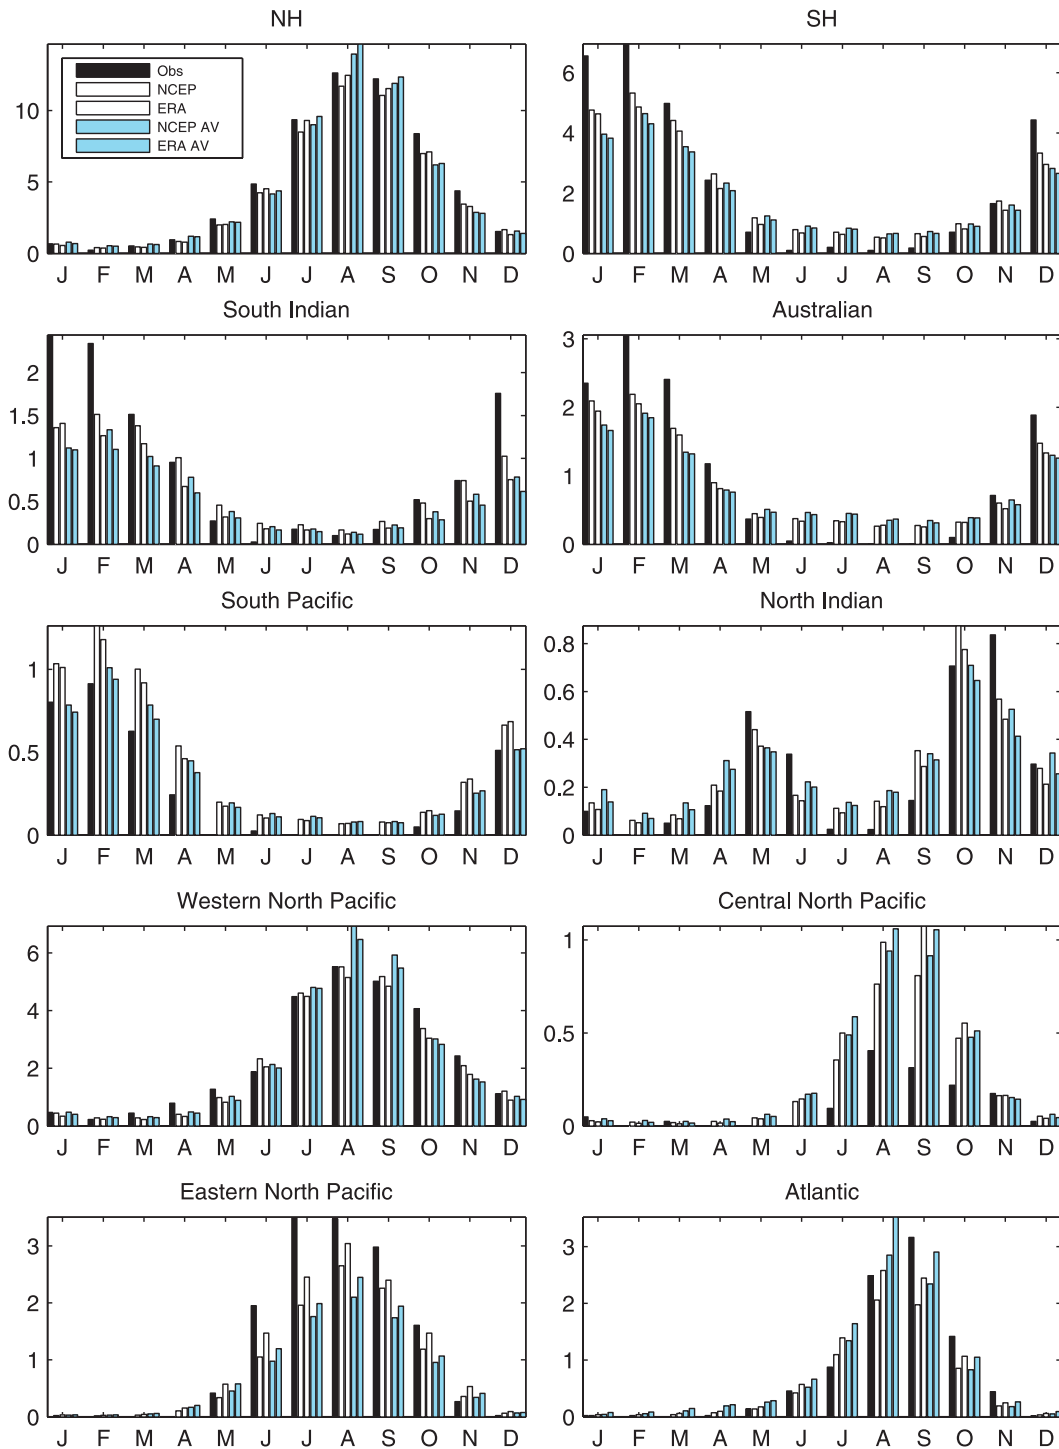 NH
Obs
NCEP
ERA
NCEP AV
ERA AV
10
5
0
J F M A M J J A S O N D
SH
6
4
2
0
J F M A M J J A S O N D
South Indian
2
1.5
1
0.5
0
J F M A M J J A S O N D
Australian
3
2
1
0
J F M A M J J A S O N D
South Pacific
1
0.5
0
J F M A M J J A S O N D
North Indian
0.8
0.6
0.4
0.2
0
J F M A M J J A S O N D
Western North Pacific
6
4
2
0
J F M A M J J A S O N D
Central North Pacific
1
0.5
0
J F M A M J J A S O N D
Eastern North Pacific
3
2
1
0
J F M A M J J A S O N D
Atlantic
3
2
1
0
J F M A M J J A S O N D